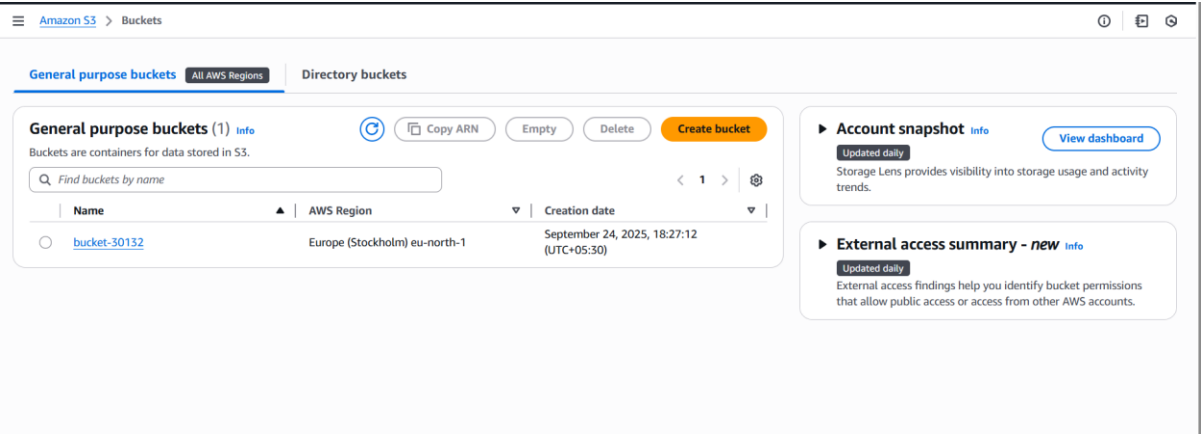 Amazon S3 > Buckets
General purpose buckets All AWS Regions
Directory buckets
General purpose buckets (1) Info
Copy ARN
Empty
Delete
Create bucket
Buckets are containers for data stored in S3.
Find buckets by name
< 1 >
Name AWS Region Creation date
bucket-30132 Europe (Stockholm) eu-north-1 September 24, 2025, 18:27:12
(UTC+05:30)
Account snapshot Info
View dashboard
Updated daily
Storage Lens provides visibility into storage usage and activity
trends.
External access summary - new Info
Updated daily
External access findings help you identify bucket permissions
that allow public access or access from other AWS accounts.